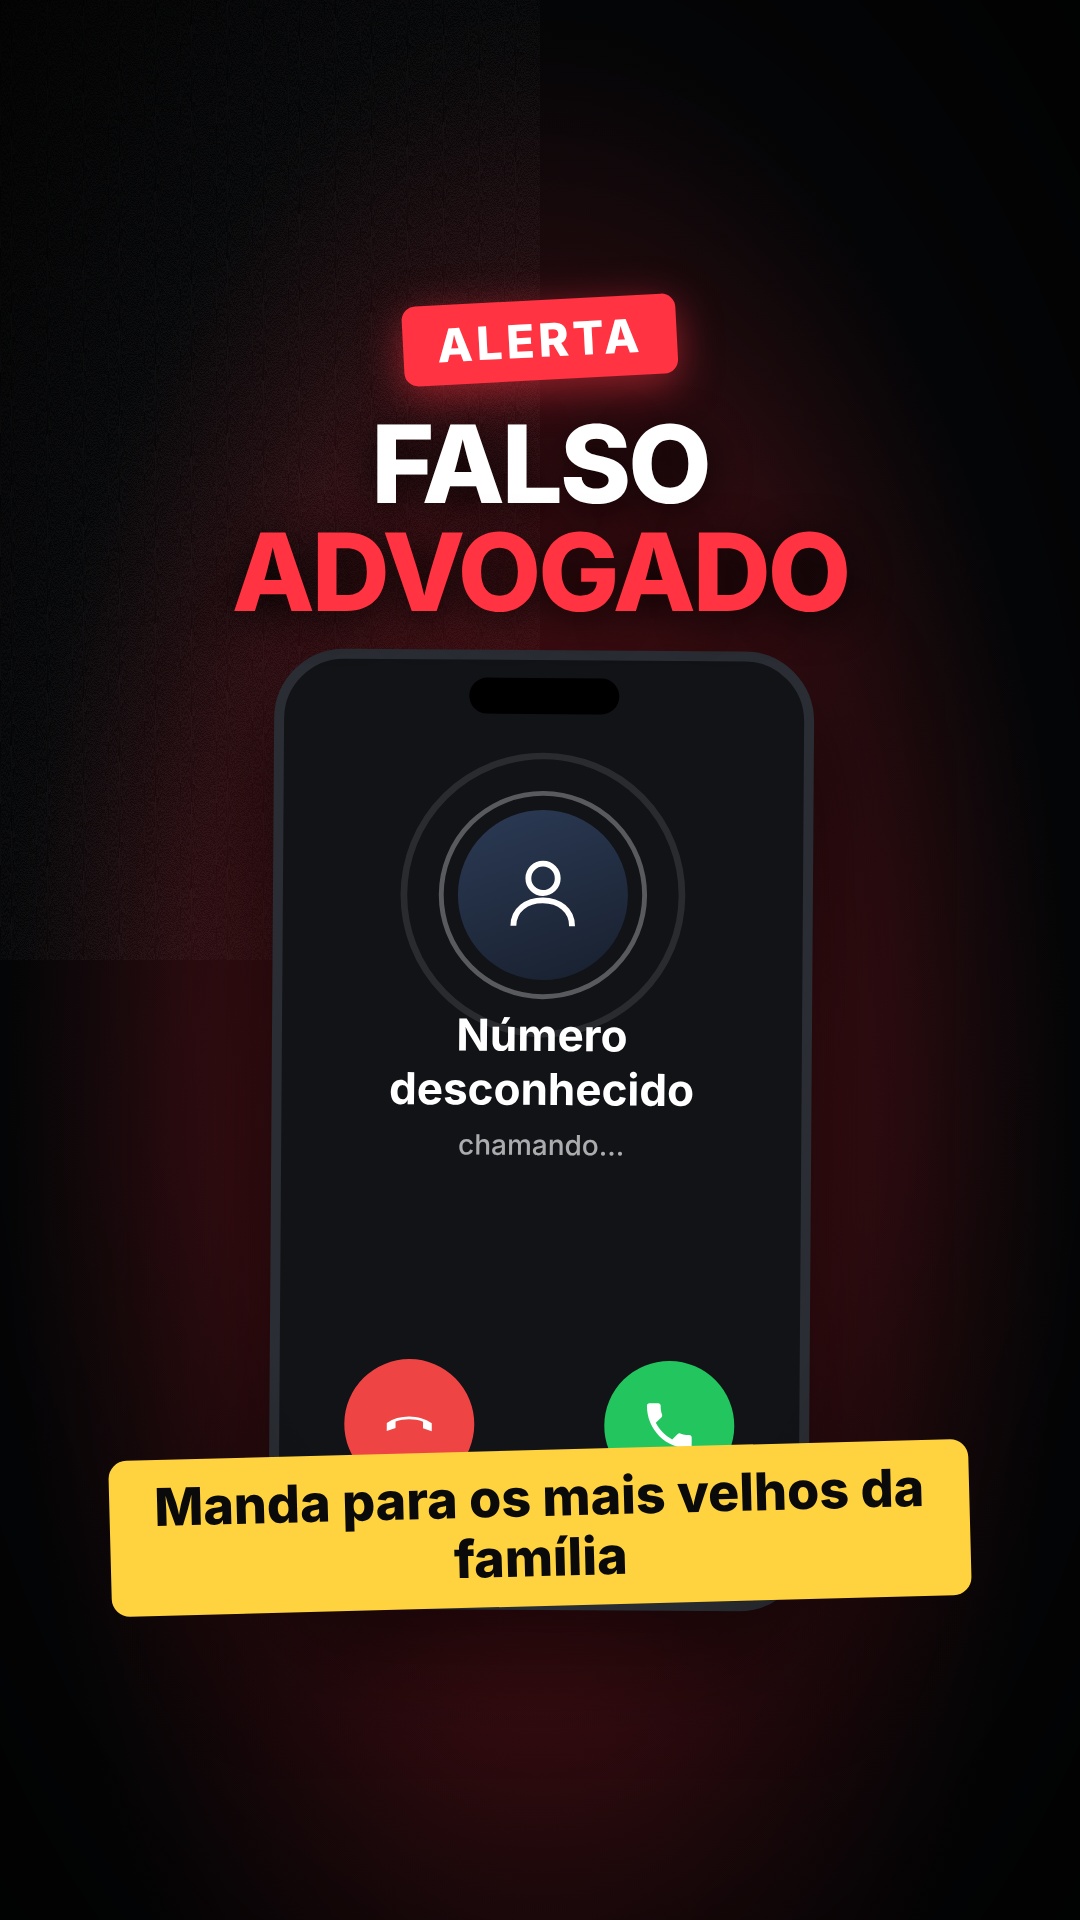 ALERTA
FALSO
ADVOGADO
Número
desconhecido
chamando...
Manda para os mais velhos da
família